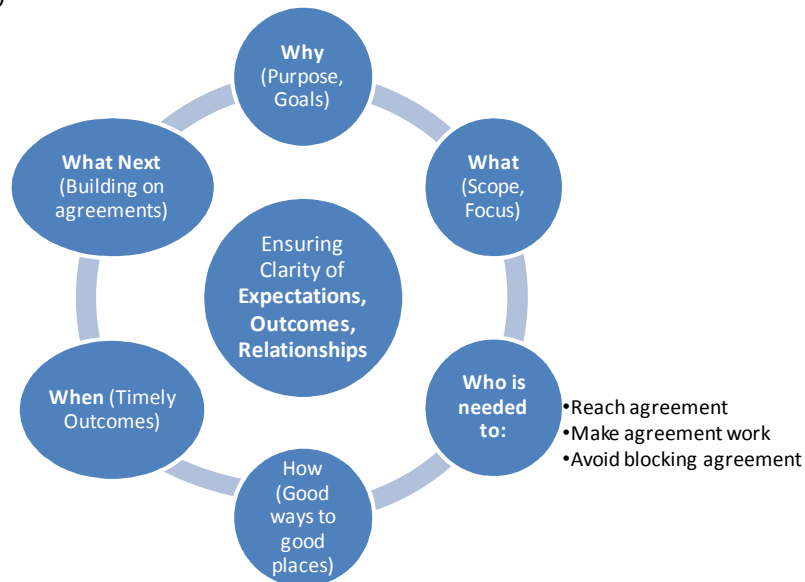 Why
(Purpose,
Goals)
What
(Scope,
Focus)
Who is
needed
to:
•Reach agreement
•Make agreement work
•Avoid blocking agreement
How
(Good
ways to
good
places)
When (Timely
Outcomes)
What Next
(Building on
agreements)
Ensuring
Clarity of
Expectations,
Outcomes,
Relationships